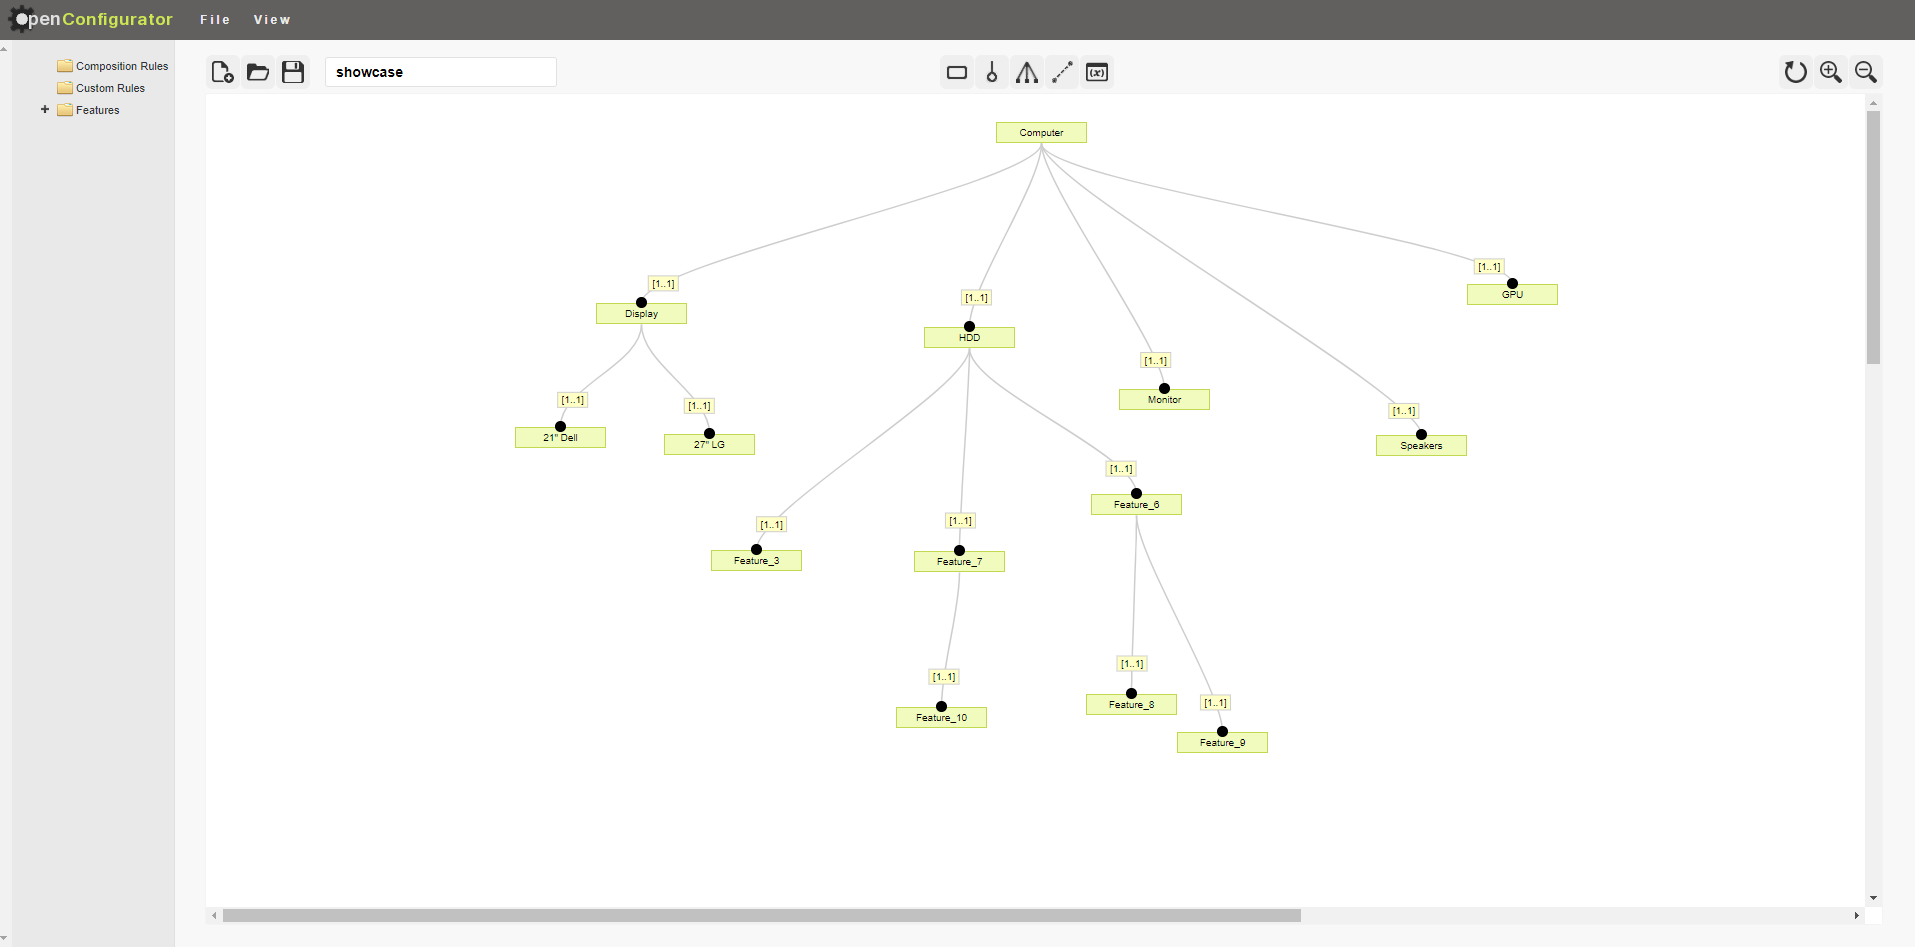 penConfigurator
File View
Composition Rules
Custom Rules
Features
showcase
(x)
Computer
[1..1]
GPU
[1..1]
Display
[1..1]
HDD
[1..1]
Monitor
[1..1]
21" Dell
[1..1]
27" LG
[1..1]
Speakers
[1..1]
Feature_6
[1..1]
Feature_3
[1..1]
Feature_7
[1..1]
Feature_10
[1..1]
Feature_8
[1..1]
Feature_9